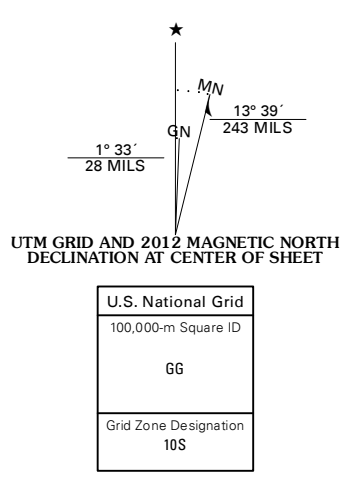 ★
MN
13° 39´
243 MILS
GN
1° 33´
28 MILS
UTM GRID AND 2012 MAGNETIC NORTH
DECLINATION AT CENTER OF SHEET
U.S. National Grid
100,000-m Square ID
GG
Grid Zone Designation
10S